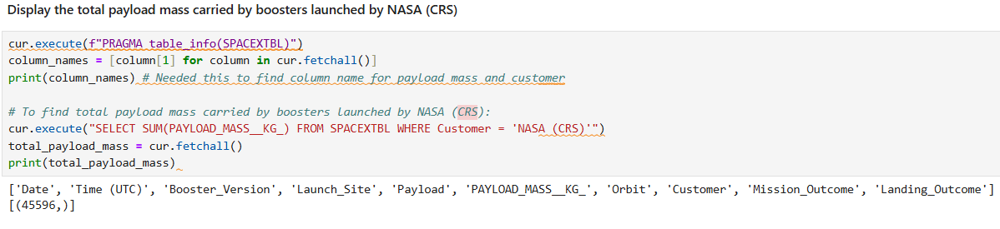 Display the total payload mass carried by boosters launched by NASA (CRS)
cur.execute(f"PRAGMA table_info(SPACEXTBL)")
column_names = [column[1] for column in cur.fetchall()]
print(column_names) # Needed this to find column name for payload mass and customer
# To find total payload mass carried by boosters launched by NASA (CRS):
cur.execute("SELECT SUM(PAYLOAD_MASS__KG_) FROM SPACEXTBL WHERE Customer = 'NASA (CRS)'")
total_payload_mass = cur.fetchall()
print(total_payload_mass)
['Date', 'Time (UTC)', 'Booster_Version', 'Launch_Site', 'Payload', 'PAYLOAD_MASS__KG_', 'Orbit', 'Customer', 'Mission_Outcome', 'Landing_Outcome']
[(45596,)]